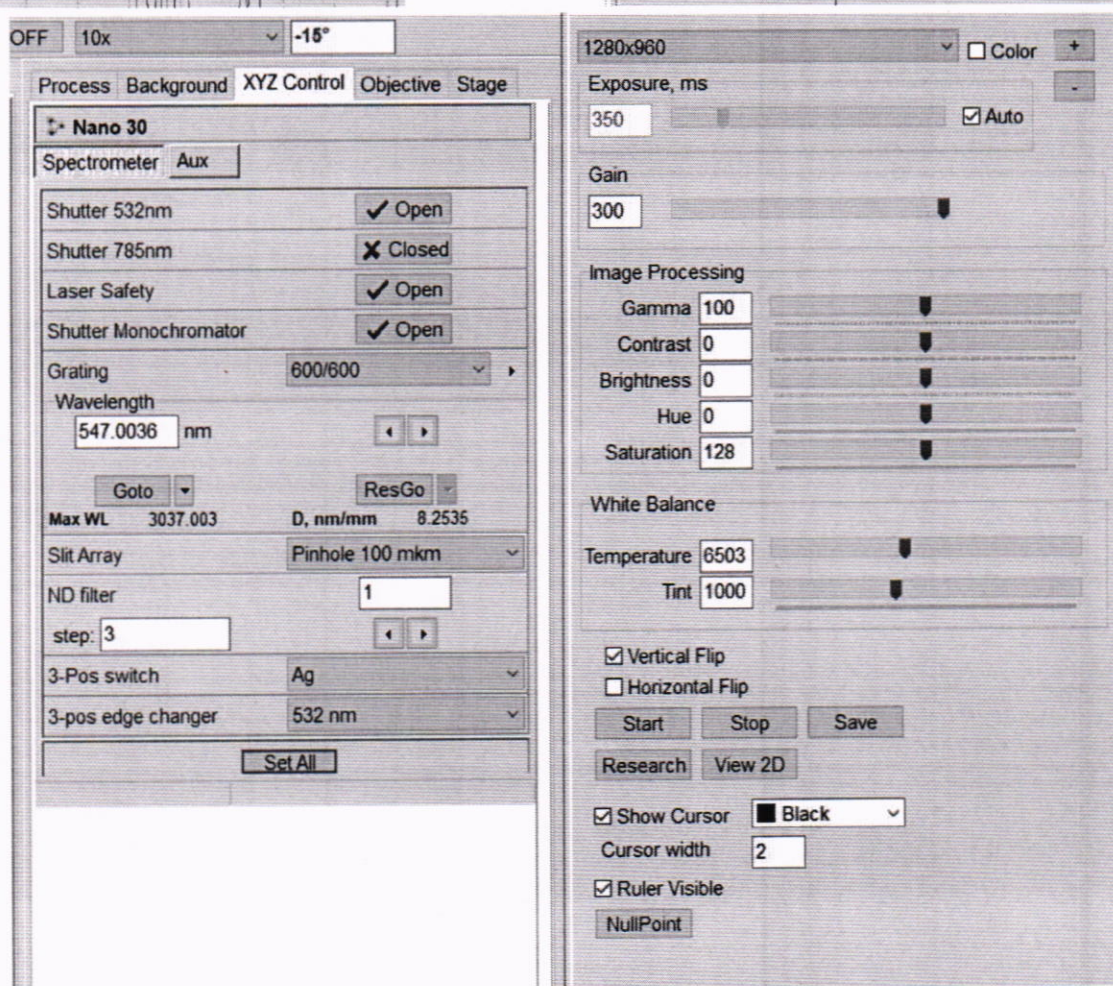 OFF 10x -15°
Process Background XYZ Control Objective Stage
Nano 30
Spectrometer Aux
Shutter 532nm Open
Shutter 785nm Closed
Laser Safety Open
Shutter Monochromator Open
Grating 600/600
Wavelength
547.0036 nm
Goto ResGo
Max WL 3037.003 D, nm/mm 8.2535
Slit Array Pinhole 100 mkm
ND filter 1
step: 3
3-Pos switch Ag
3-pos edge changer 532 nm
Set All
1280x960 Color +
Exposure, ms -
350 Auto
Gain
300
Image Processing
Gamma 100
Contrast 0
Brightness 0
Hue 0
Saturation 128
White Balance
Temperature 6503
Tint 1000
Vertical Flip
Horizontal Flip
Start Stop Save
Research View 2D
Show Cursor Black
Cursor width 2
Ruler Visible
NullPoint